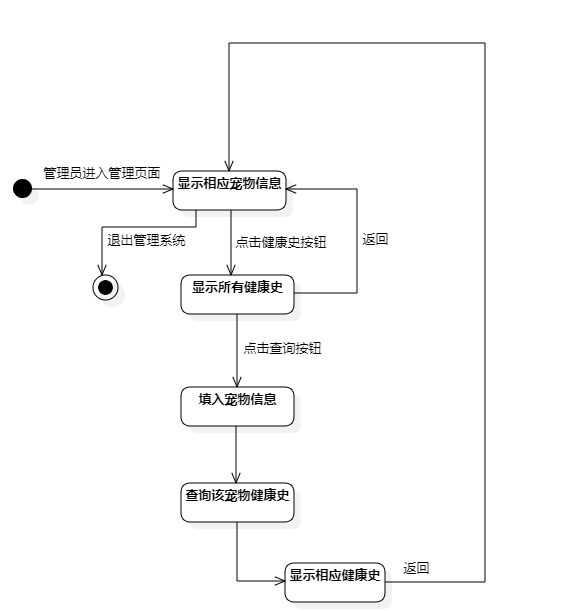 管理员进入管理页面
显示相应宠物信息
退出管理系统
点击健康史按钮
返回
显示所有健康史
点击查询按钮
填入宠物信息
查询该宠物健康史
返回
显示相应健康史